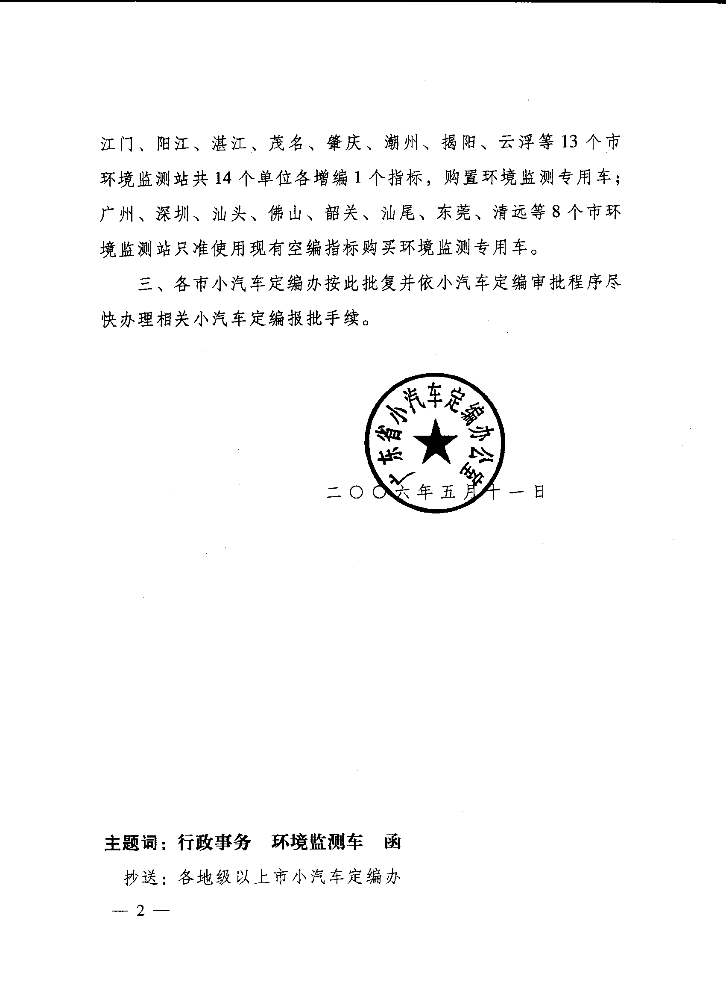 江门、阳江、湛江、茂名、肇庆、潮州、揭阳、云浮等13个市
环境监测站共14个单位各增编1个指标，购置环境监测专用车；
广州、深圳、汕头、佛山、韶关、汕尾、东莞、清远等8个市环
境监测站只准使用现有空编指标购买环境监测专用车。
三、各市小汽车定编办按此批复并依小汽车定编审批程序尽
快办理相关小汽车定编报批手续。
广东省小汽车定编办公室
二〇〇六年五月十一日
主题词：行政事务　环境监测车　函
抄送：各地级以上市小汽车定编办
— 2 —